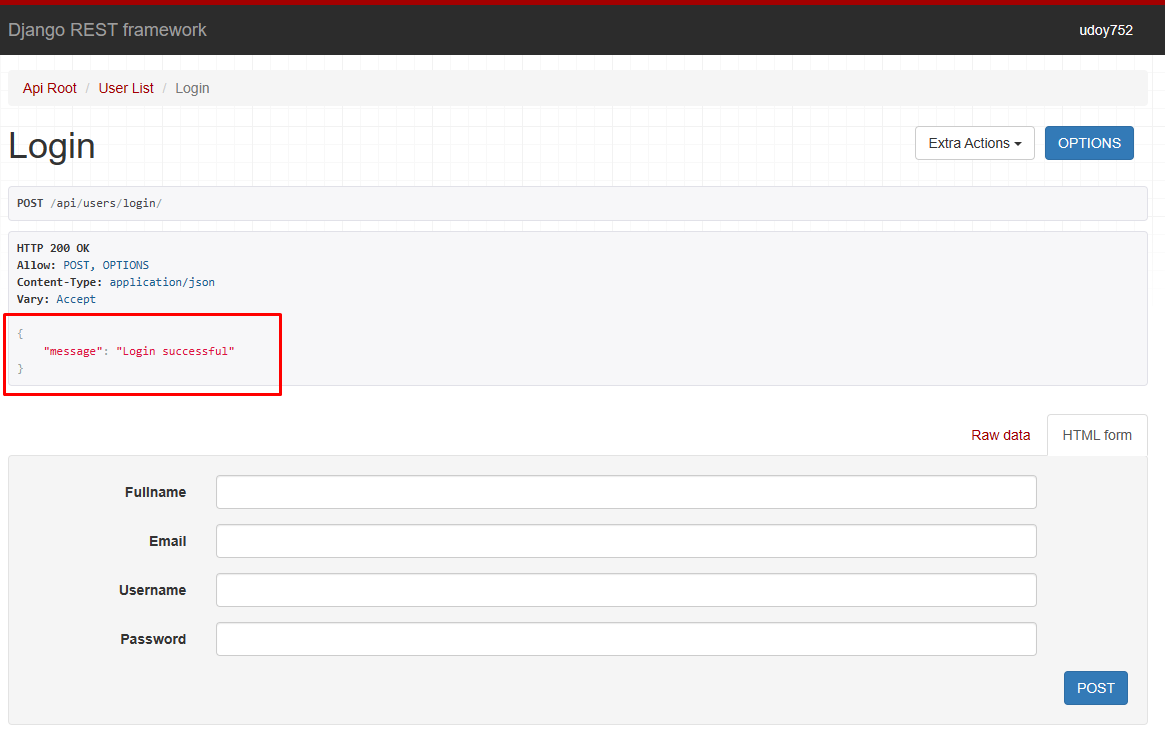 Django REST framework udoy752
Api Root / User List / Login
Login Extra Actions OPTIONS
POST /api/users/login/
HTTP 200 OK
Allow: POST, OPTIONS
Content-Type: application/json
Vary: Accept
{
"message": "Login successful"
}
Raw data HTML form
Fullname
Email
Username
Password
POST